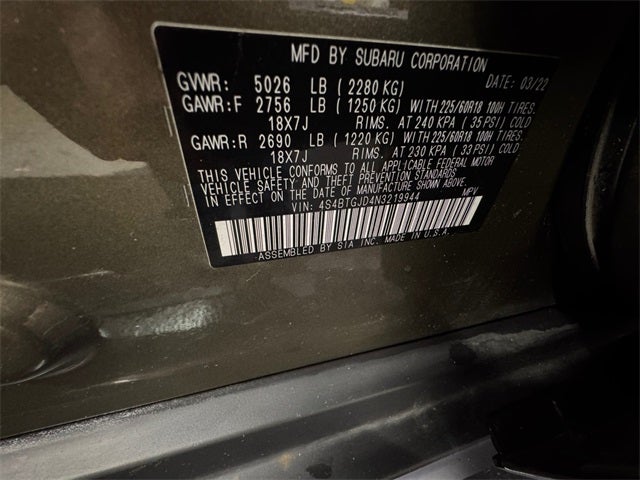 MFD BY SUBARU CORPORATION
GVWR: 5026 LB ( 2280 KG) DATE: 03/22
GAWR:F 2756 LB ( 1250 KG) WITH 225/60R18 100H TIRES.
18X7J RIMS. AT 240 KPA ( 35 PSI) COLD
GAWR:R 2690 LB ( 1220 KG) WITH 225/60R18 100H TIRES.
18X7J RIMS. AT 230 KPA ( 33 PSI) COLD
THIS VEHICLE CONFORMS TO ALL APPLICABLE FEDERAL MOTOR
VEHICLE SAFETY AND THEFT PREVENTION STANDARDS
IN EFFECT ON THE DATE OF MANUFACTURE SHOWN ABOVE.
VIN: 4S4BTGJD4N3219944 MPV
ASSEMBLED BY SIA INC. MADE IN U.S.A.